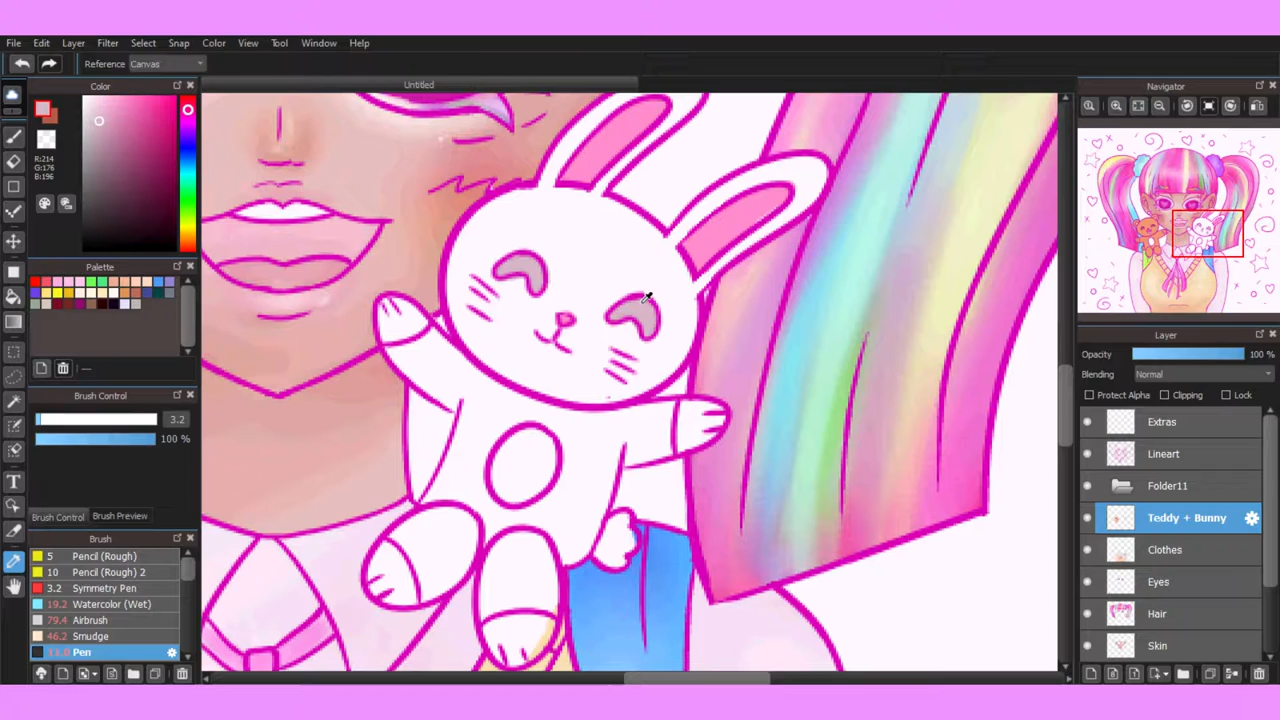 File Edit Layer Filter Select Snap Color View Tool Window Help
Reference Canvas
Color
Untitled
Navigator
R:214
G:176
B:196
Palette
---
Brush Control
3.2
100 %
Brush Control Brush Preview
Brush
5 Pencil (Rough)
10 Pencil (Rough) 2
3.2 Symmetry Pen
19.2 Watercolor (Wet)
79.4 Airbrush
46.2 Smudge
13.0 Pen
Layer
Opacity 100 %
Blending Normal
Protect Alpha Clipping Lock
Extras
Lineart
Folder11
Teddy + Bunny
Clothes
Eyes
Hair
Skin